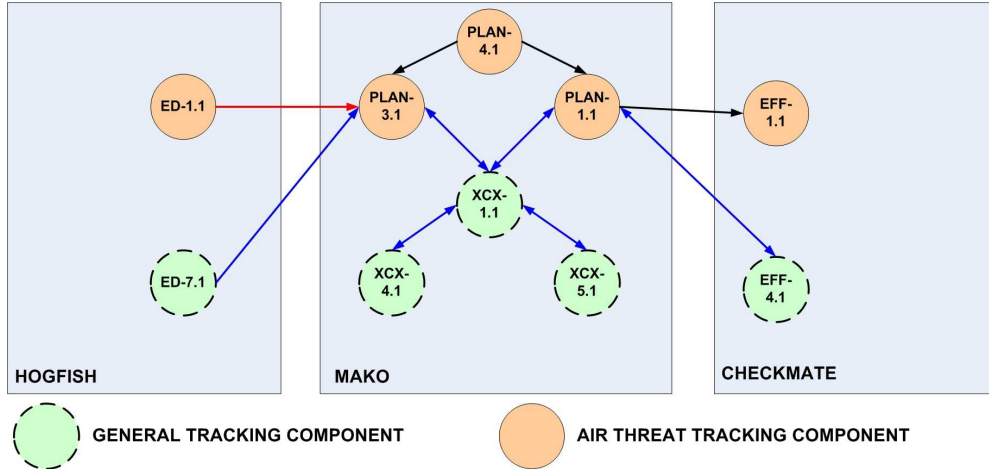 PLAN-
4.1
ED-1.1
PLAN-
3.1
PLAN-
1.1
EFF-
1.1
XCX-
1.1
ED-7.1
XCX-
4.1
XCX-
5.1
EFF-
4.1
HOGFISH
MAKO
CHECKMATE
GENERAL TRACKING COMPONENT
AIR THREAT TRACKING COMPONENT